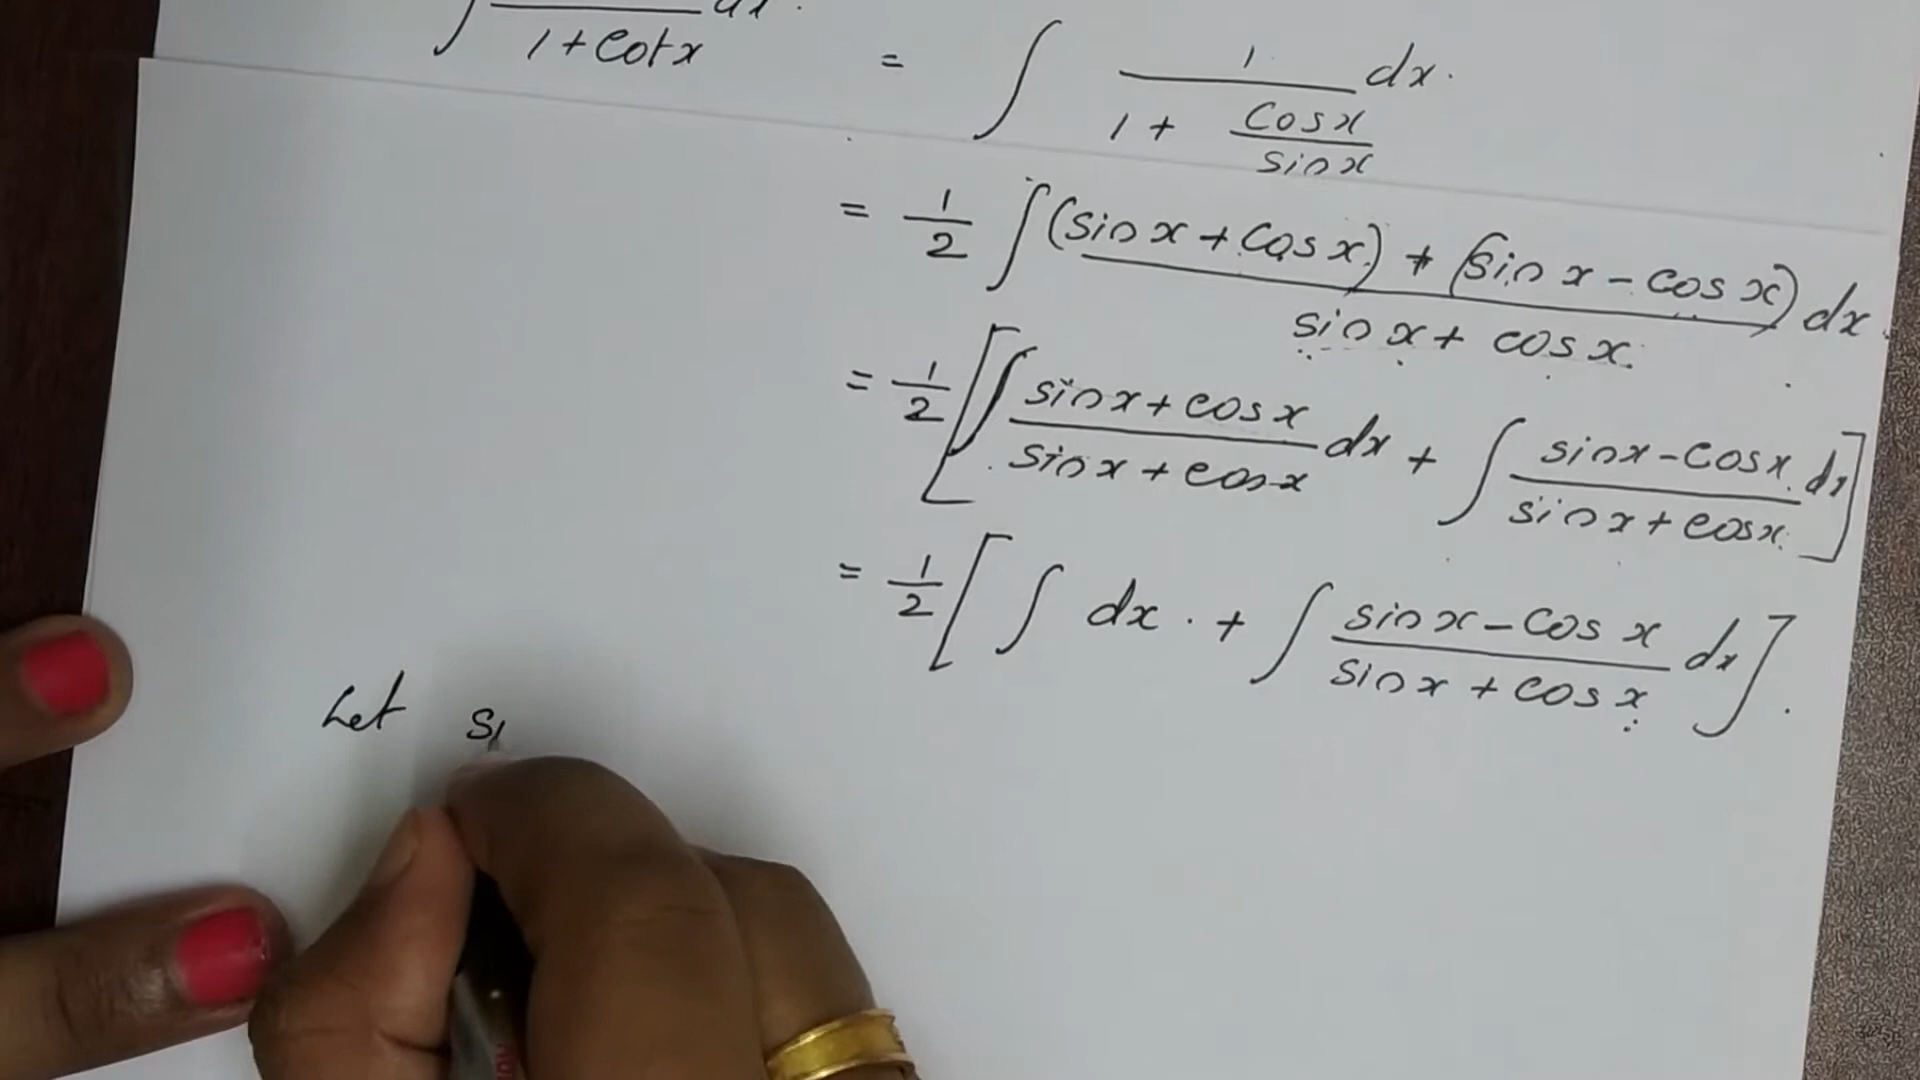 ∫ 1/(1 + cot x) dx. = ∫ 1/(1 + Cos x/sin x) dx.
= 1/2 ∫ ((sin x + Cos x) + (sin x - cos x))/(sin x + cos x) dx.
= 1/2 [∫ (sin x + cos x)/(sin x + cos x) dx + ∫ (sin x - Cos x)/(sin x + cos x) dx]
= 1/2 [∫ dx. + ∫ (sin x - Cos x)/(sin x + cos x) dx].
Let si